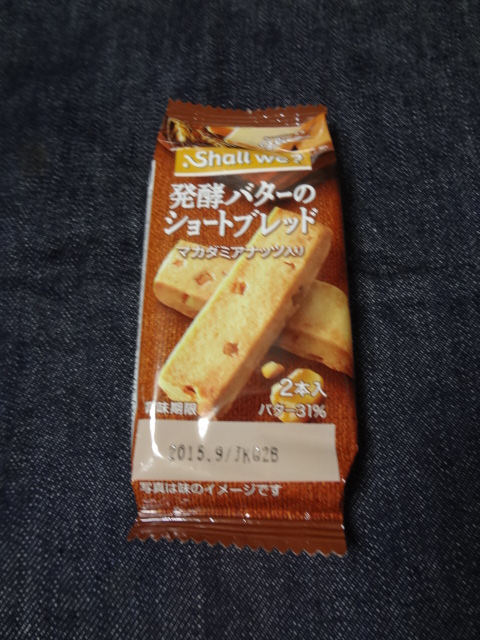 Shall we?
発酵バターの
ショートブレッド
マカダミアナッツ入り
2本入
賞味期限
バター31%
2015.9/JKG2B
写真は味のイメージです